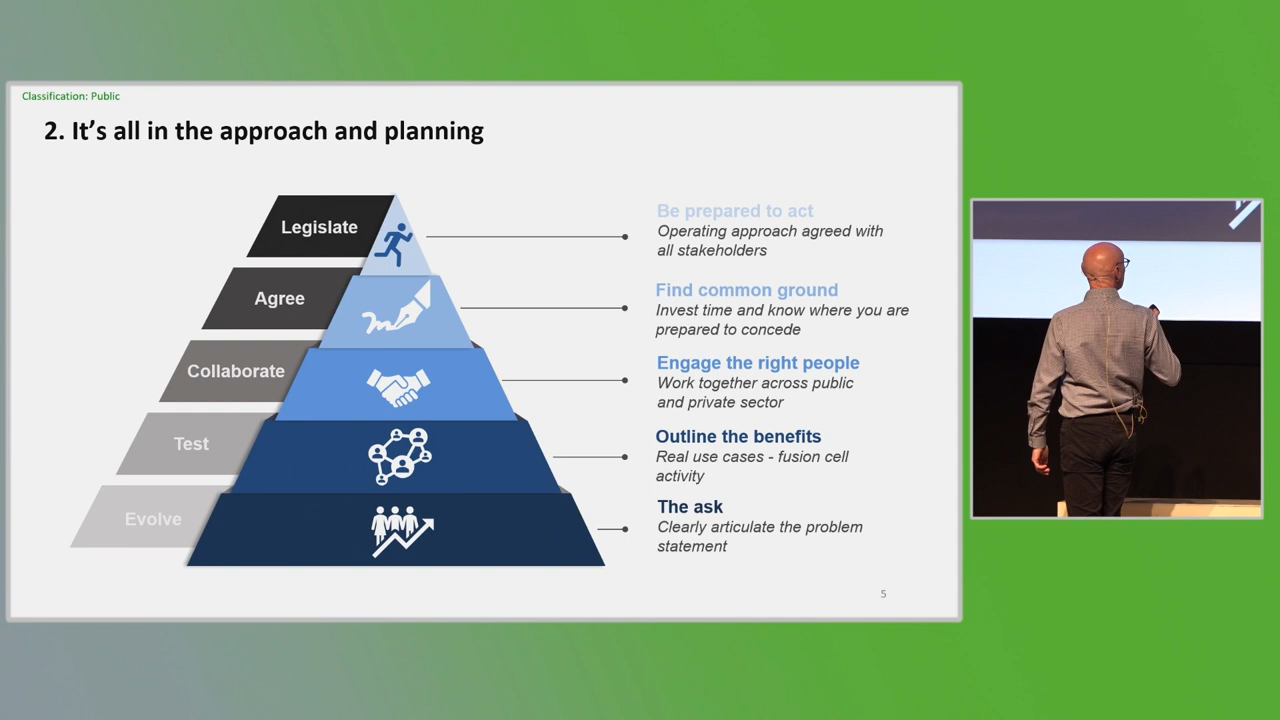 Classification: Public
2. It's all in the approach and planning
Legislate
Agree
Collaborate
Test
Evolve
Be prepared to act
Operating approach agreed with
all stakeholders
Find common ground
Invest time and know where you are
prepared to concede
Engage the right people
Work together across public
and private sector
Outline the benefits
Real use cases - fusion cell
activity
The ask
Clearly articulate the problem
statement
5